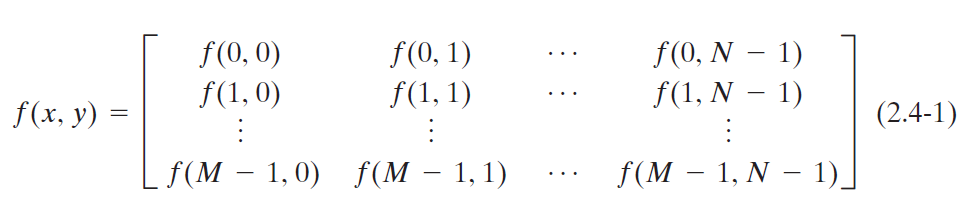 f(0, 0) f(0, 1) ··· f(0, N − 1)
f(1, 0) f(1, 1) ··· f(1, N − 1)
f(x, y) = ⋮ ⋮ ⋮ (2.4-1)
f(M − 1, 0) f(M − 1, 1) ··· f(M − 1, N − 1)